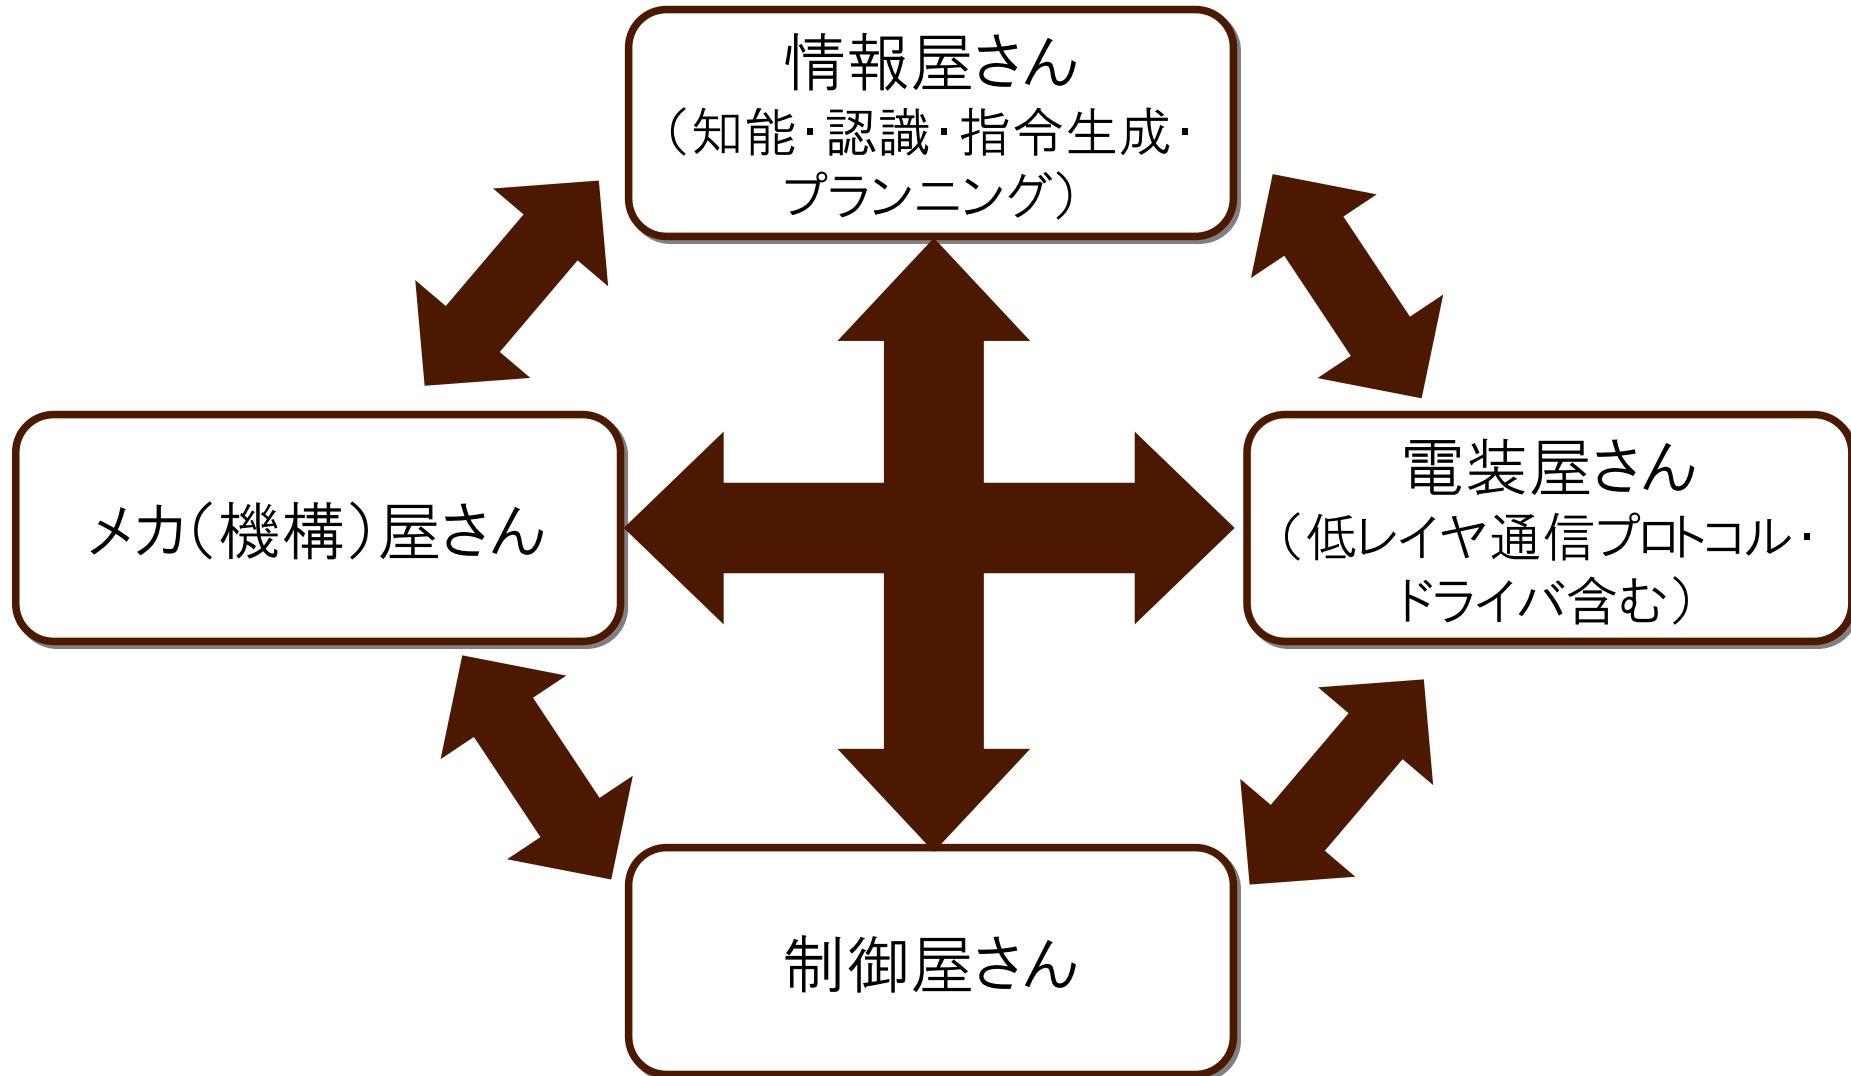 情報屋さん
（知能・認識・指令生成・
プランニング）
メカ（機構）屋さん
電装屋さん
（低レイヤ通信プロトコル・
ドライバ含む）
制御屋さん